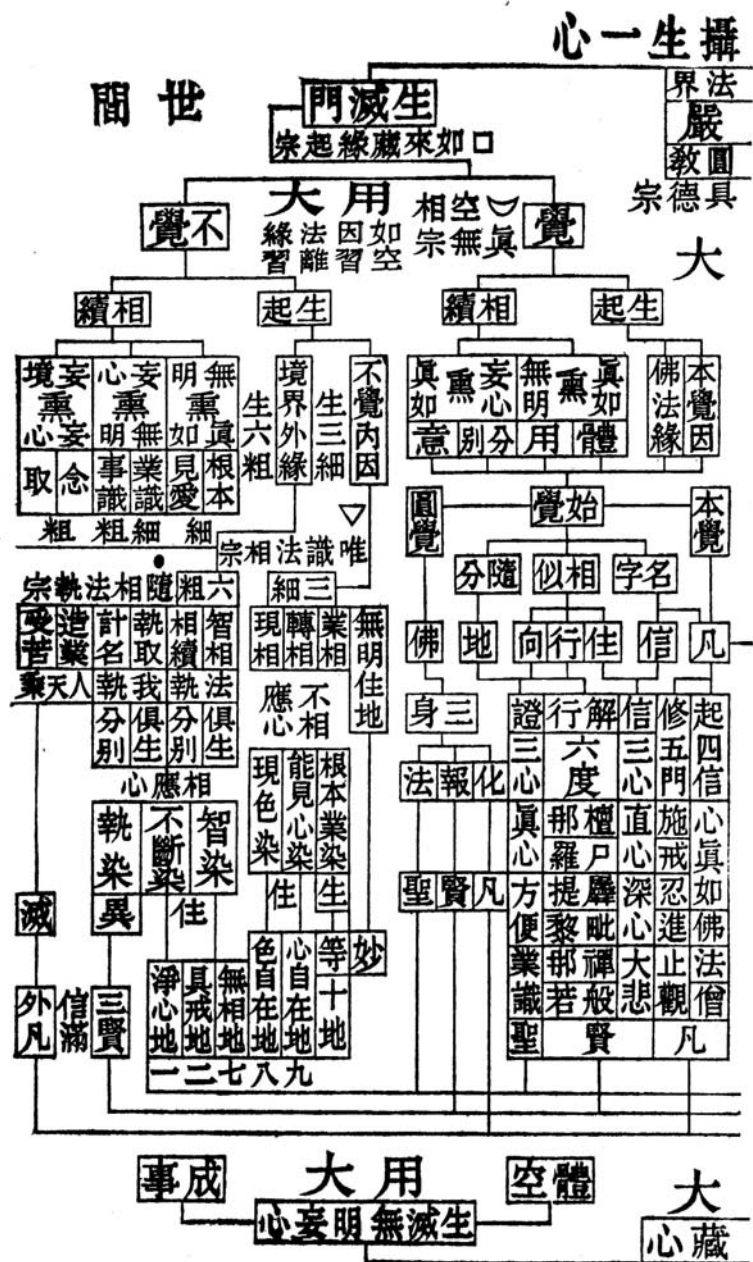 攝生一心
法界
嚴
圓教
具德宗
大
世間
生滅門
口如來藏緣起宗
用大
如空
因習
法離
緣習
空相
眞無宗
覺
不覺
生起
相續
生起
相續
本覺因
佛法緣
眞如熏無明
妄心熏眞如
體
用
分別
意
不覺內因
生三細
境界外緣
生六粗
無明熏眞如
妄心熏無明
妄境熏妄心
根本
見愛
業識
事識
念
取
細
細粗
粗
本覺
始覺
圓覺
名字
相似
隨分
凡
信
住
行
向
地
佛
唯識法相宗
三細
無明住地
業相
轉相
現相
不相應心
六粗
隨相法執宗
智相
相續
執取
計名
造業
受苦
法執
我執
人天乘
俱生
分別
俱生
分別
相應心
智染
不斷染
執染
根本業染
能見心染
現色染
生
住
住
異
滅
妙
等
十地
心自在地
色自在地
無相地
具戒地
淨心地
九八七二一
三賢
信滿
外凡
三身
化
報
法
凡
賢
聖
起
修
信
解行
證
四信
五門
三心
六度
三心
心眞如佛法僧
施戒忍進止觀
直心深心大悲
檀尸羼毗禪般
那羅提黎那若
眞心方便業識
凡
賢
聖
體空
用大
成事
生滅無明妄心
大
藏心